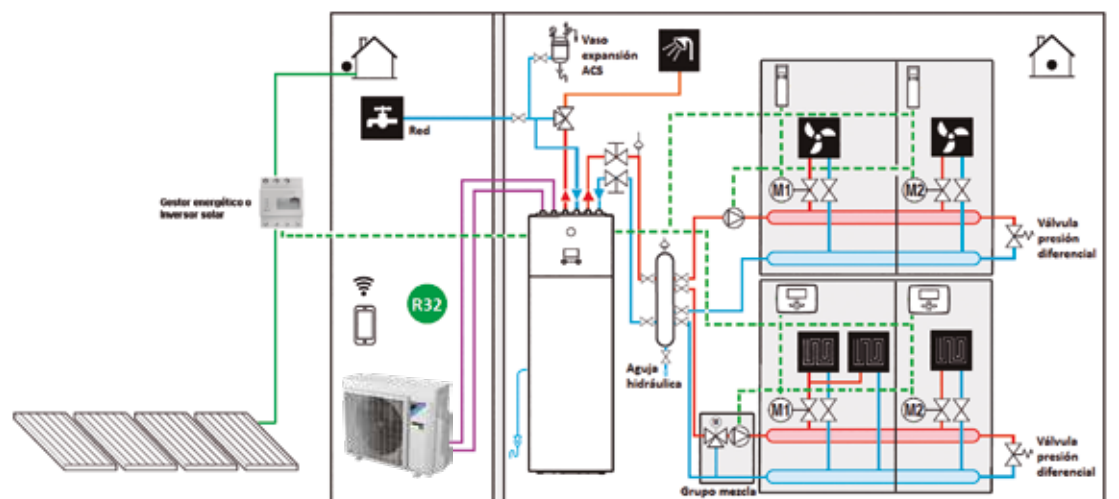 Vaso
expansión
ACS
Red
Gestor energético o
Inversor solar
R32
M1
M2
Válvula
presión
diferencial
Aguja
hidráulica
M1
M2
Válvula
presión
diferencial
Grupo mezcla